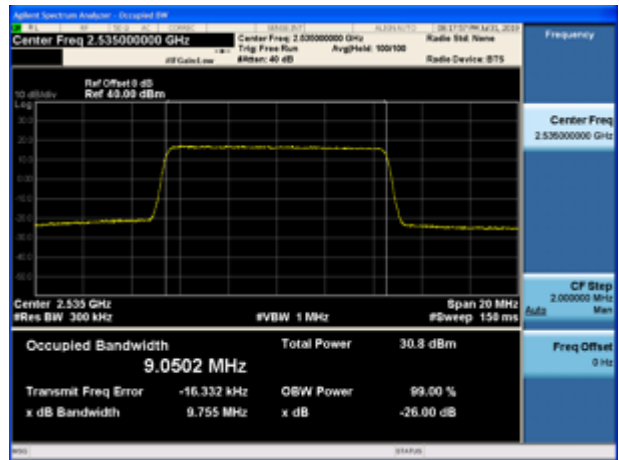 Agilent Spectrum Analyzer - Occupied BW
Center Freq 2.535000000 GHz
Center Freq: 2.535000000 GHz
Radio Std: None
Frequency
Trig: Free Run
Avg|Hold: 100/100
#IFGain:Low
#Atten: 40 dB
Radio Device: BTS
Ref Offset 0 dB
10 dB/div
Ref 40.00 dBm
Log
30.0
20.0
10.0
0.00
-10.0
-20.0
-30.0
-40.0
-50.0
Center Freq
2.535000000 GHz
Center 2.535 GHz
Span 20 MHz
#Res BW 300 kHz
#VBW 1 MHz
#Sweep 150 ms
CF Step
2.000000 MHz
Auto
Man
Occupied Bandwidth
Total Power
30.8 dBm
9.0502 MHz
Transmit Freq Error
-16.332 kHz
OBW Power
99.00 %
x dB Bandwidth
9.755 MHz
x dB
-26.00 dB
Freq Offset
0 Hz
MSG
STATUS